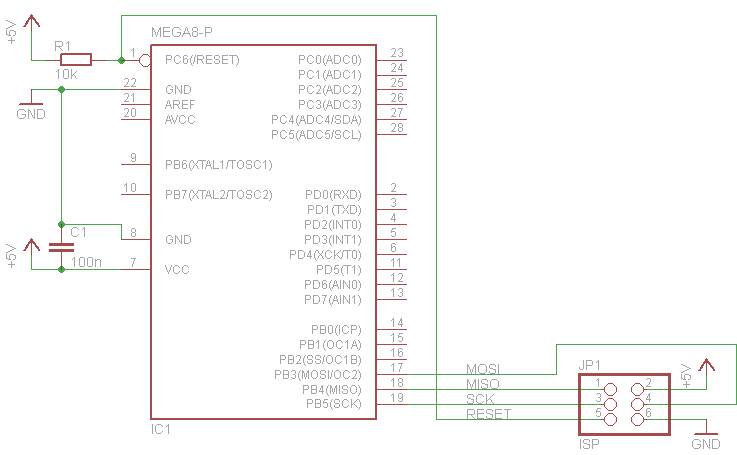 +5V
MEGA8-P
R1
10k
1
PC6(/RESET)
22
GND
21
AREF
20
AVCC
GND
9
PB6(XTAL1/TOSC1)
10
PB7(XTAL2/TOSC2)
8
GND
C1
100n
+5V
7
VCC
PC0(ADC0)
23
PC1(ADC1)
24
PC2(ADC2)
25
PC3(ADC3)
26
PC4(ADC4/SDA)
27
PC5(ADC5/SCL)
28
PD0(RXD)
2
PD1(TXD)
3
PD2(INT0)
4
PD3(INT1)
5
PD4(XCK/T0)
6
PD5(T1)
11
PD6(AIN0)
12
PD7(AIN1)
13
PB0(ICP)
14
PB1(OC1A)
15
PB2(SS/OC1B)
16
PB3(MOSI/OC2)
17
PB4(MISO)
18
PB5(SCK)
19
IC1
MOSI
MISO
SCK
RESET
JP1
+5V
1
2
3
4
5
6
ISP
GND